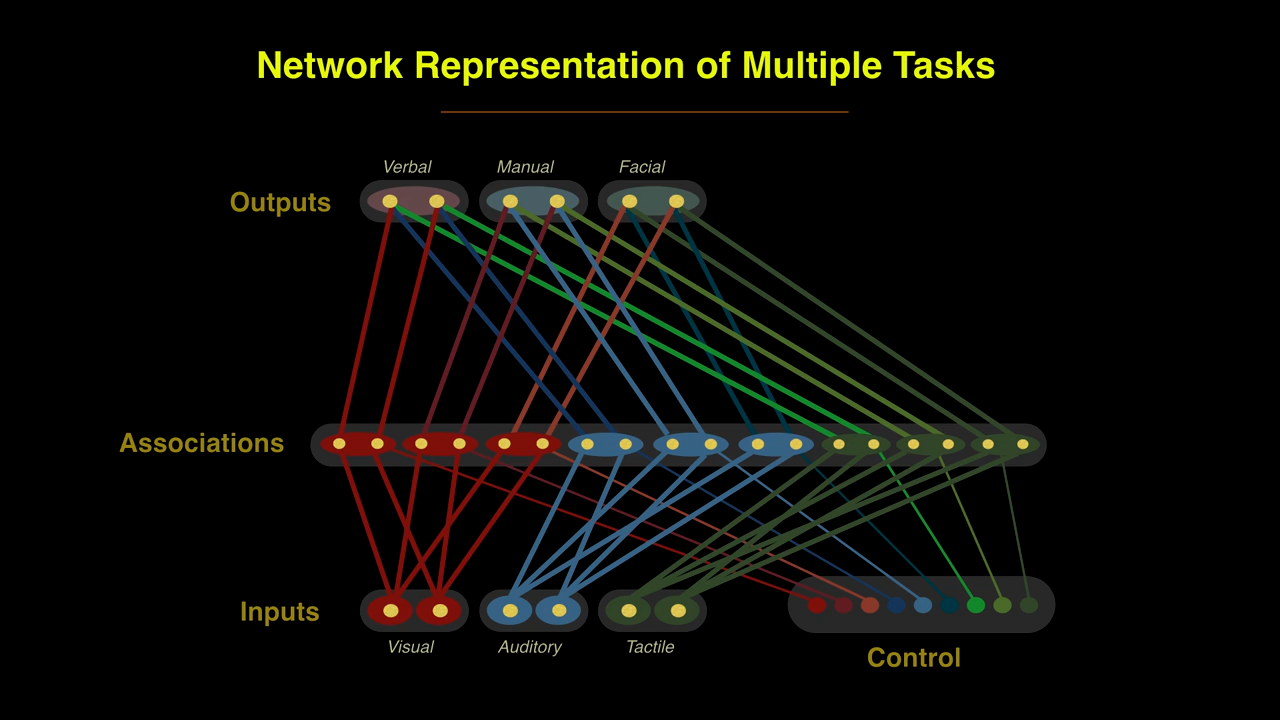 Network Representation of Multiple Tasks
Verbal
Manual
Facial
Outputs
Associations
Inputs
Visual
Auditory
Tactile
Control